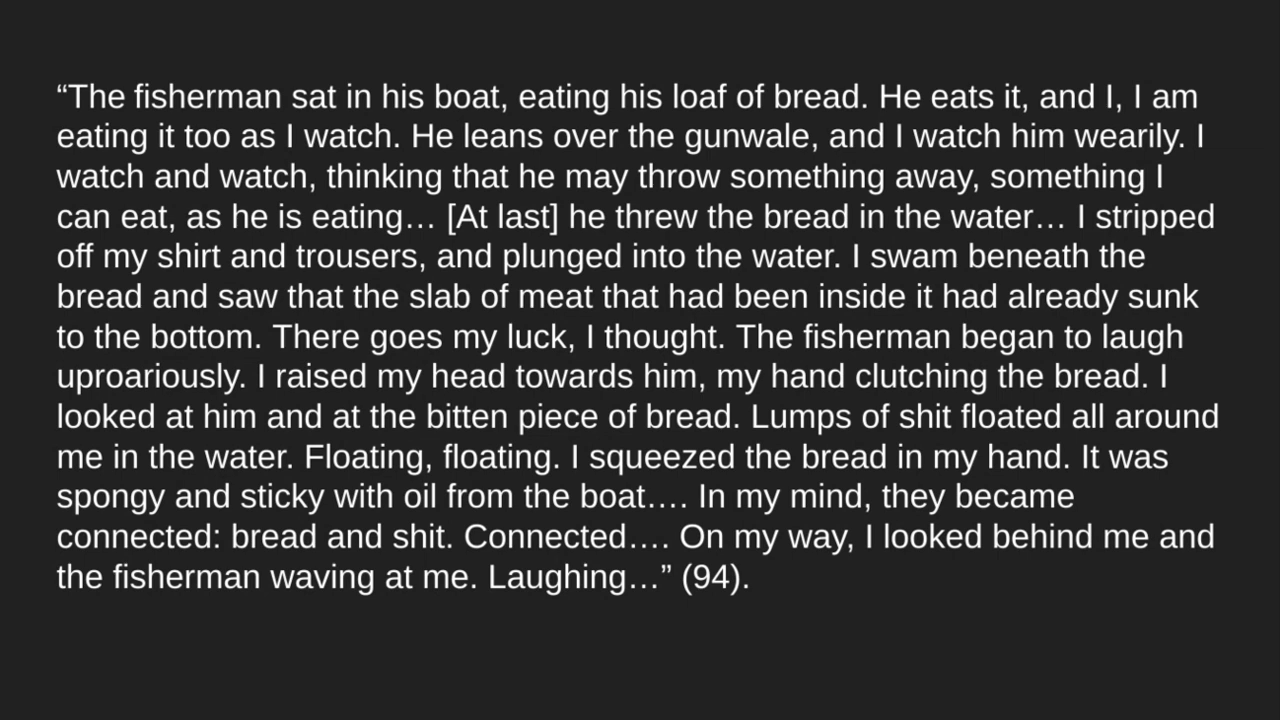 “The fisherman sat in his boat, eating his loaf of bread. He eats it, and I, I am
eating it too as I watch. He leans over the gunwale, and I watch him wearily. I
watch and watch, thinking that he may throw something away, something I
can eat, as he is eating… [At last] he threw the bread in the water… I stripped
off my shirt and trousers, and plunged into the water. I swam beneath the
bread and saw that the slab of meat that had been inside it had already sunk
to the bottom. There goes my luck, I thought. The fisherman began to laugh
uproariously. I raised my head towards him, my hand clutching the bread. I
looked at him and at the bitten piece of bread. Lumps of shit floated all around
me in the water. Floating, floating. I squeezed the bread in my hand. It was
spongy and sticky with oil from the boat…. In my mind, they became
connected: bread and shit. Connected…. On my way, I looked behind me and
the fisherman waving at me. Laughing…” (94).